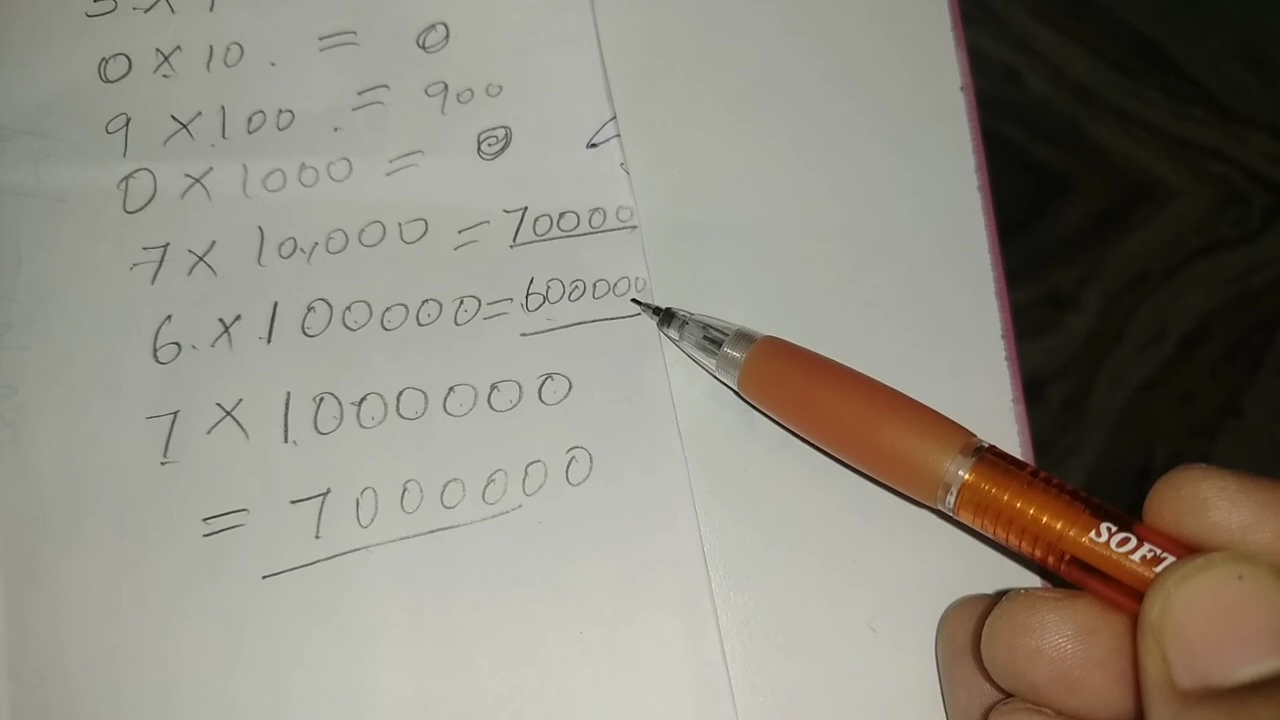 0 × 10. = 0
9 × 100. = 900
0 × 1000 = 0
7 × 10,000 = 70000
6. × 100000 = 600000
7 × 1000000
= 7000000
SOFT